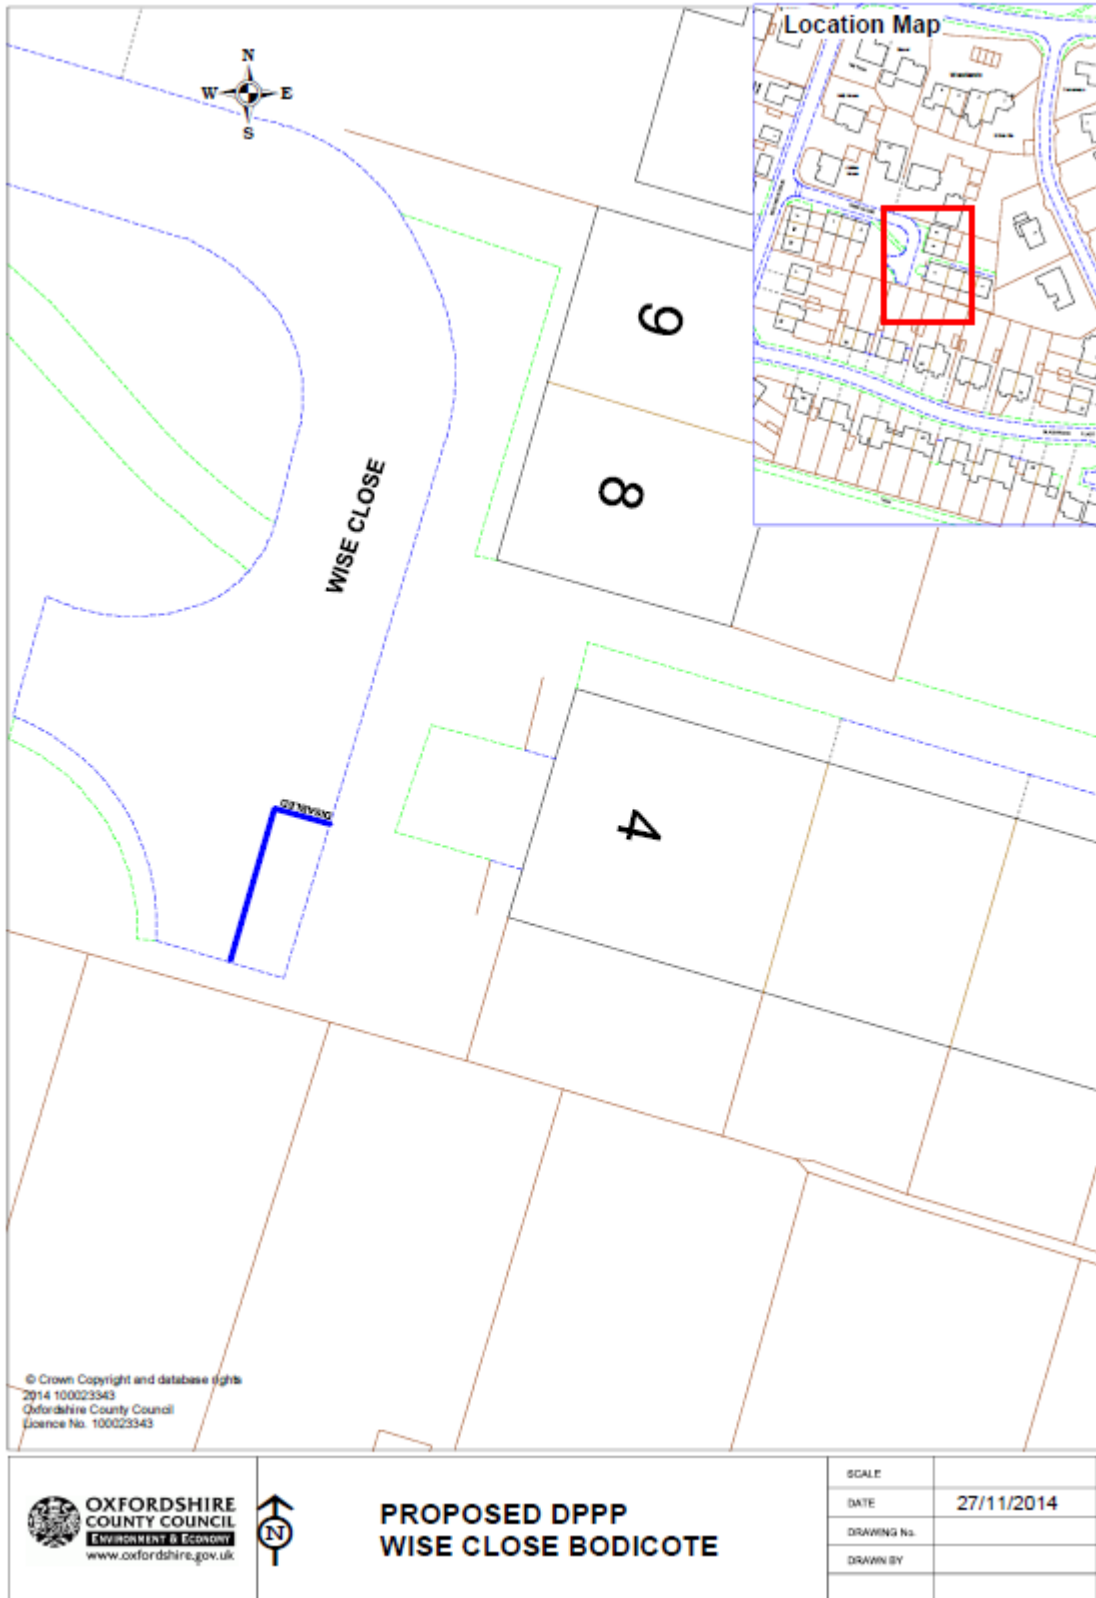 Location Map
N
W E
S
9
8
WISE CLOSE
4
DISABLED
© Crown Copyright and database rights
2014 100023343
Oxfordshire County Council
Licence No. 100023343
OXFORDSHIRE
COUNTY COUNCIL
ENVIRONMENT & ECONOMY
www.oxfordshire.gov.uk
N
PROPOSED DPPP
WISE CLOSE BODICOTE
SCALE
DATE 27/11/2014
DRAWING No.
DRAWN BY